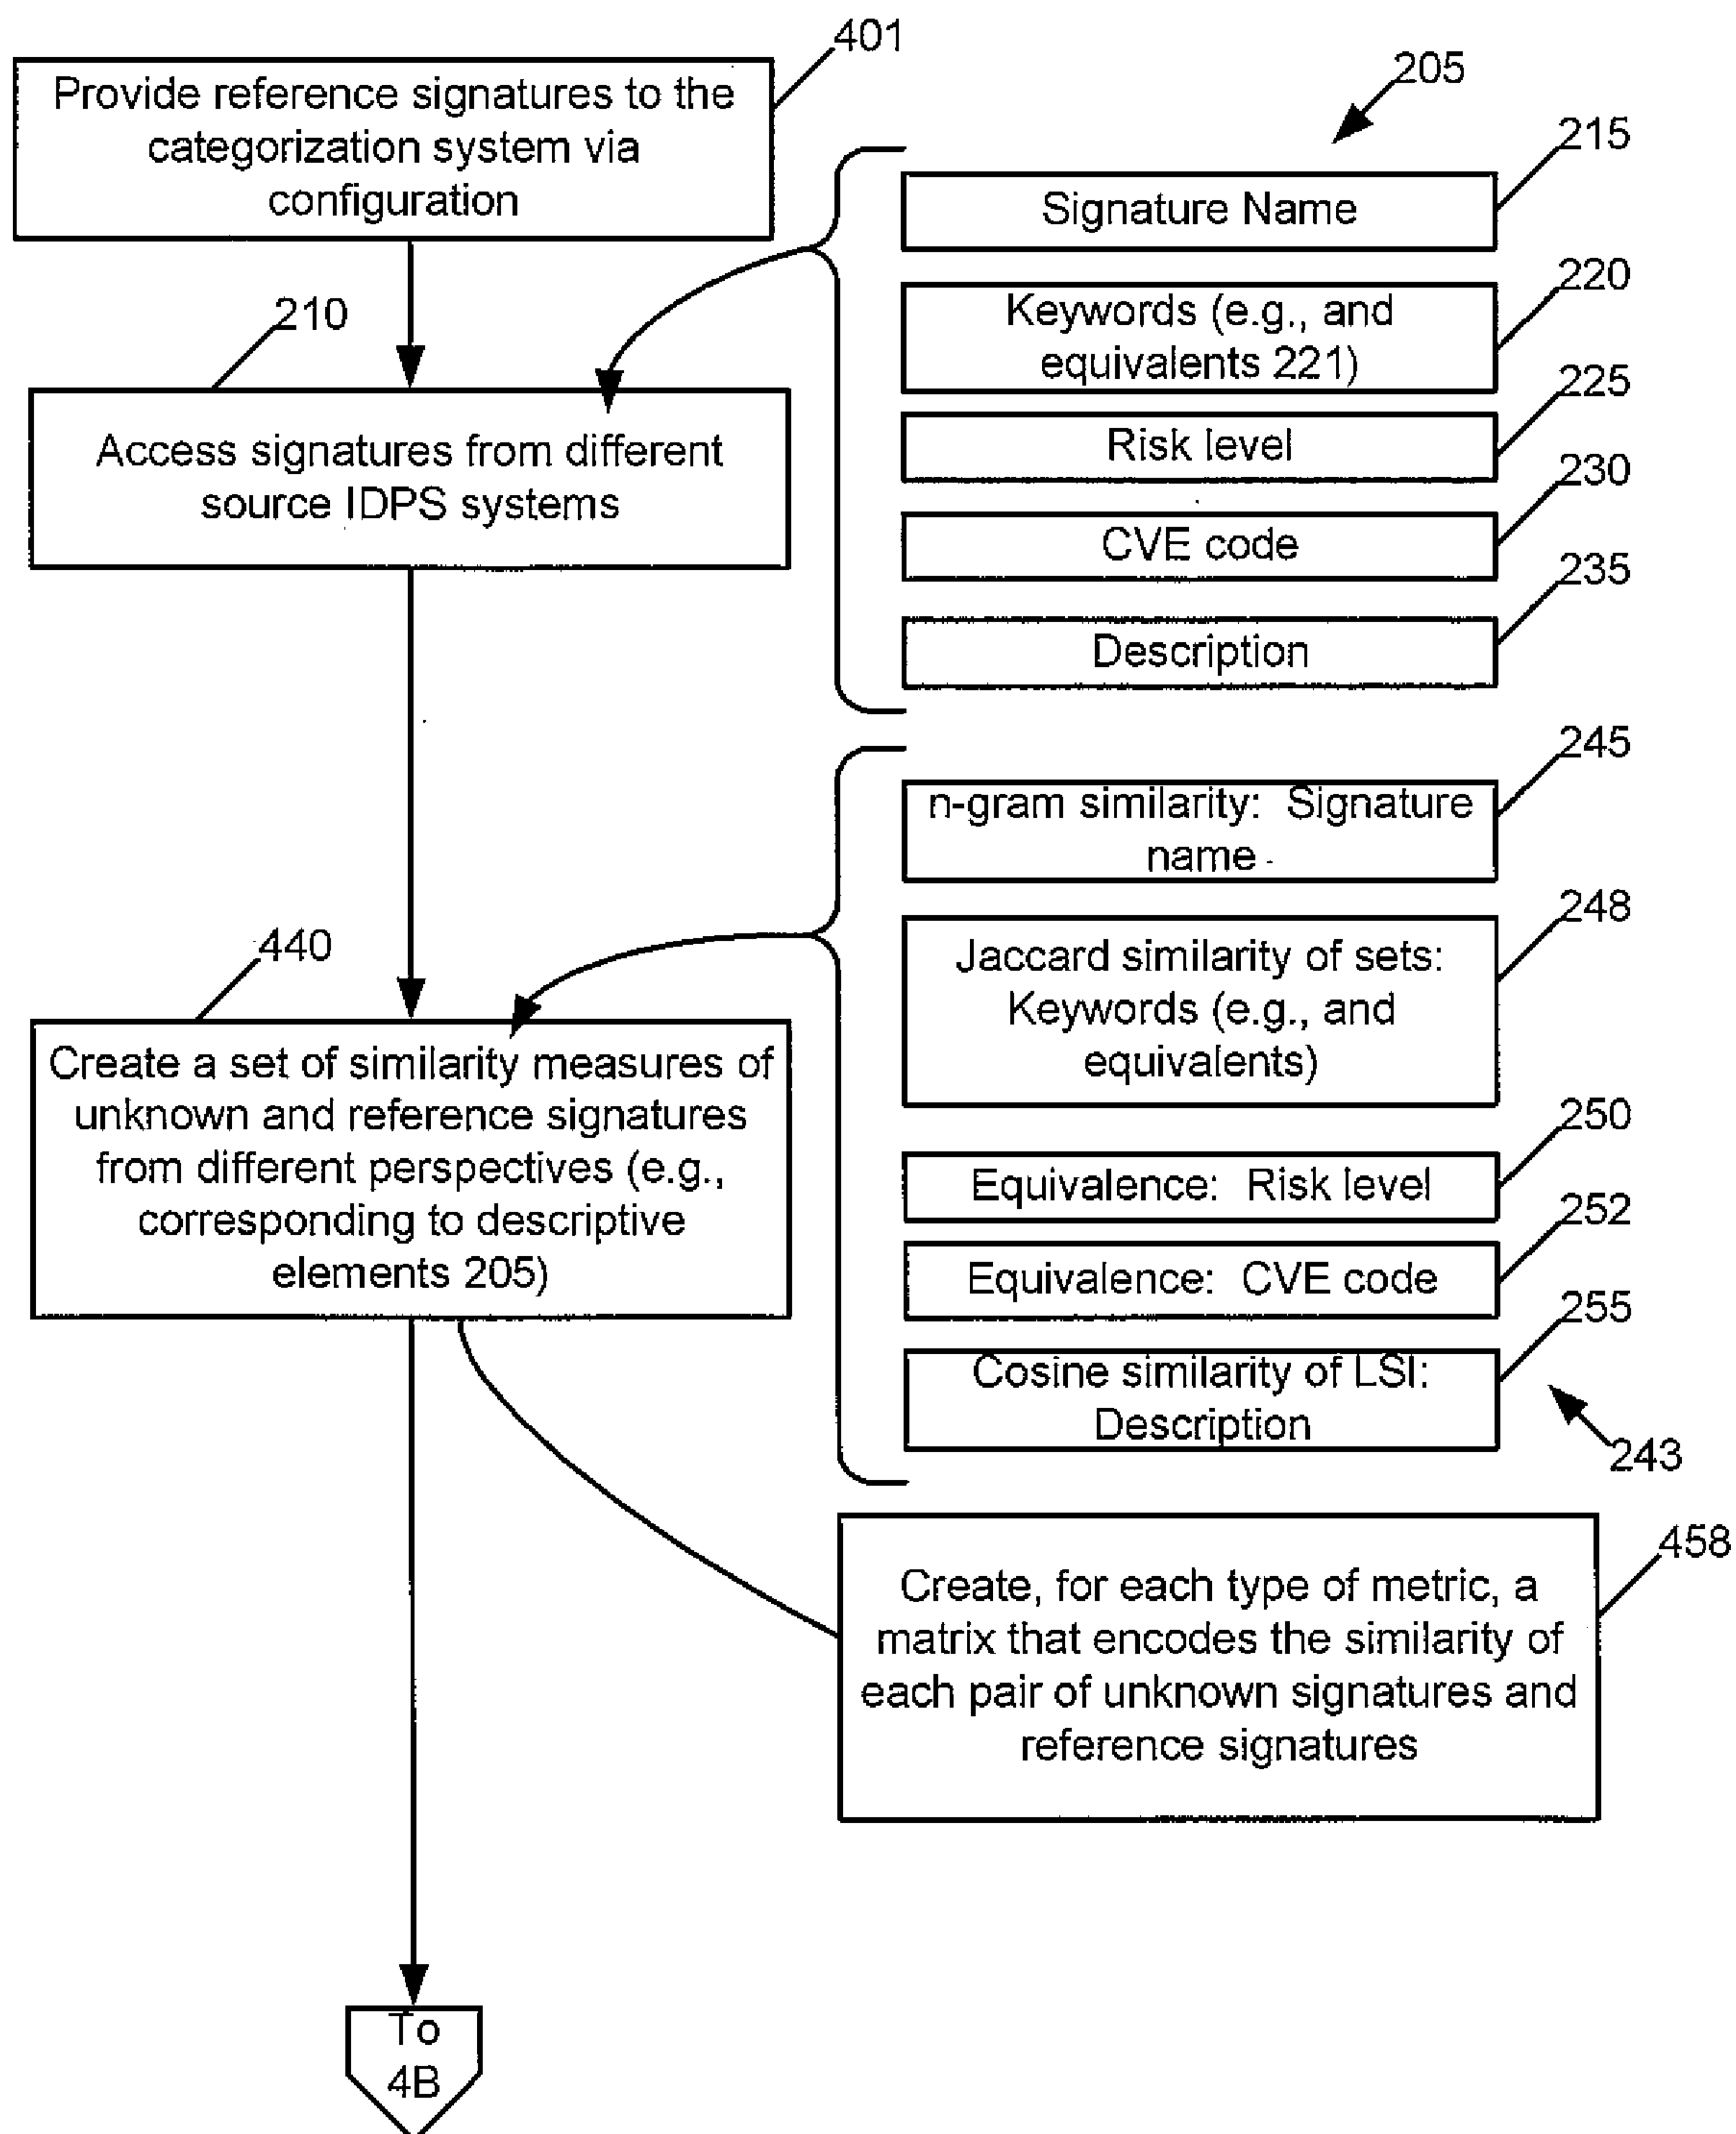 401
Provide reference signatures to the
categorization system via
configuration
205
215
Signature Name
220
Keywords (e.g., and
equivalents 221)
210
225
Access signatures from different
source IDPS systems
Risk level
230
CVE code
235
Description
245
n-gram similarity: Signature
name
248
Jaccard similarity of sets:
Keywords (e.g., and
equivalents)
440
Create a set of similarity measures of
unknown and reference signatures
from different perspectives (e.g.,
corresponding to descriptive
elements 205)
250
Equivalence: Risk level
252
Equivalence: CVE code
255
Cosine similarity of LSI:
Description
243
458
Create, for each type of metric, a
matrix that encodes the similarity of
each pair of unknown signatures and
reference signatures
To
4B